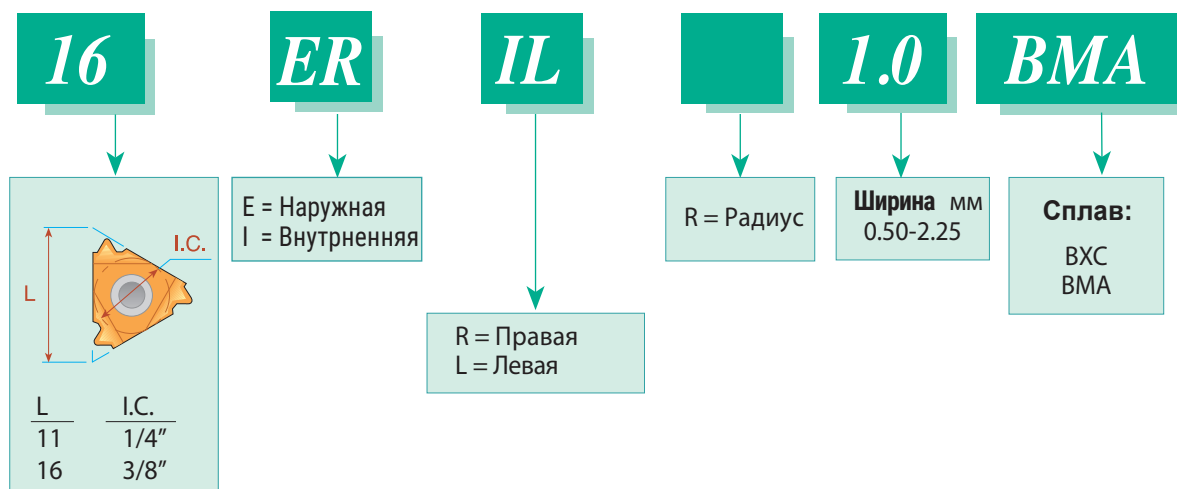 16 ER IL 1.0 BMA
L
I.C.
L I.C.
11 1/4”
16 3/8”
E = Наружная
I = Внутрненняя
R = Правая
L = Левая
R = Радиус
Ширина мм
0.50-2.25
Сплав:
BXC
BMA